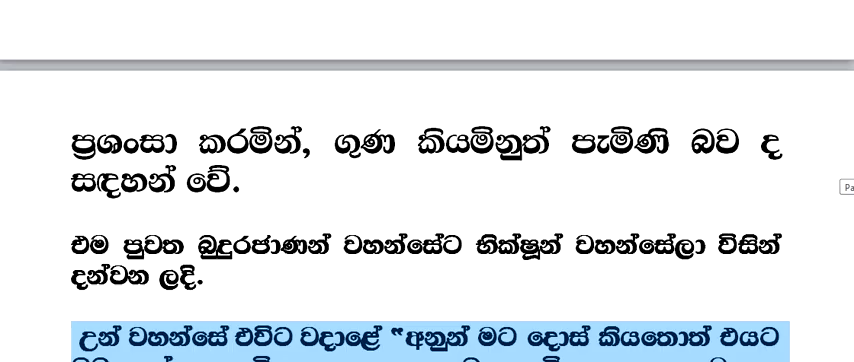 ප්‍රශංසා කරමින්, ගුණ කියමිනුත් පැමිණි බව ද
සඳහන් වේ.
Pa
එම පුවත බුදුරජාණන් වහන්සේට භික්ෂූන් වහන්සේලා විසින්
දන්වන ලදි.
උන් වහන්සේ එවිට වදාළේ “අනුන් මට දොස් කියතොත් එයට